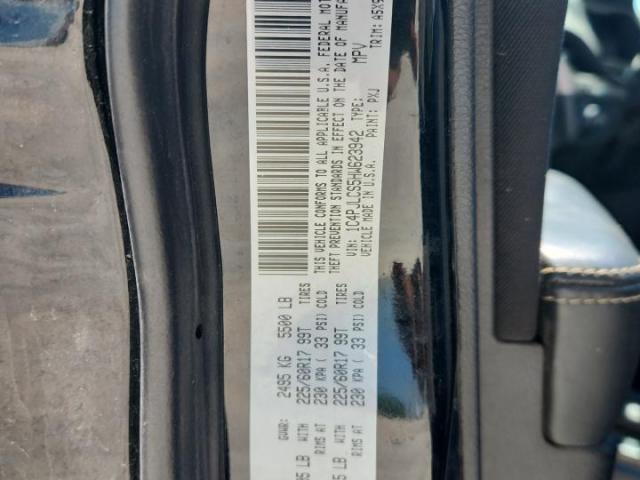 THIS VEHICLE CONFORMS TO ALL APPLICABLE U.S.A. FEDERAL
THEFT PREVENTION STANDARDS IN EFFECT ON THE DATE OF
VIN: 1C4PJLCS5HW623942 TYPE: MPV
VEHICLE MADE IN U.S.A. PAINT: PXJ TRIM:
GVWR: 2495 KG 5500 LB
LB WITH 225/60R17 99T TIRES
RIMS AT 230 KPA ( 33 PSI) COLD
LB WITH 225/60R17 99T TIRES
RIMS AT 230 KPA ( 33 PSI) COLD